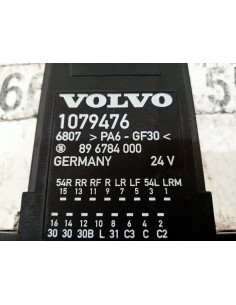 VOLVO
1079476
6807 >PA6-GF30<
89 6784 000
GERMANY 24 V
54R RR RF R LR LF 54L LRM
15 13 11 9 7 5 3 1
16 14 12 10 8 6 4 2
30 30 30B L 31 C3 C C2